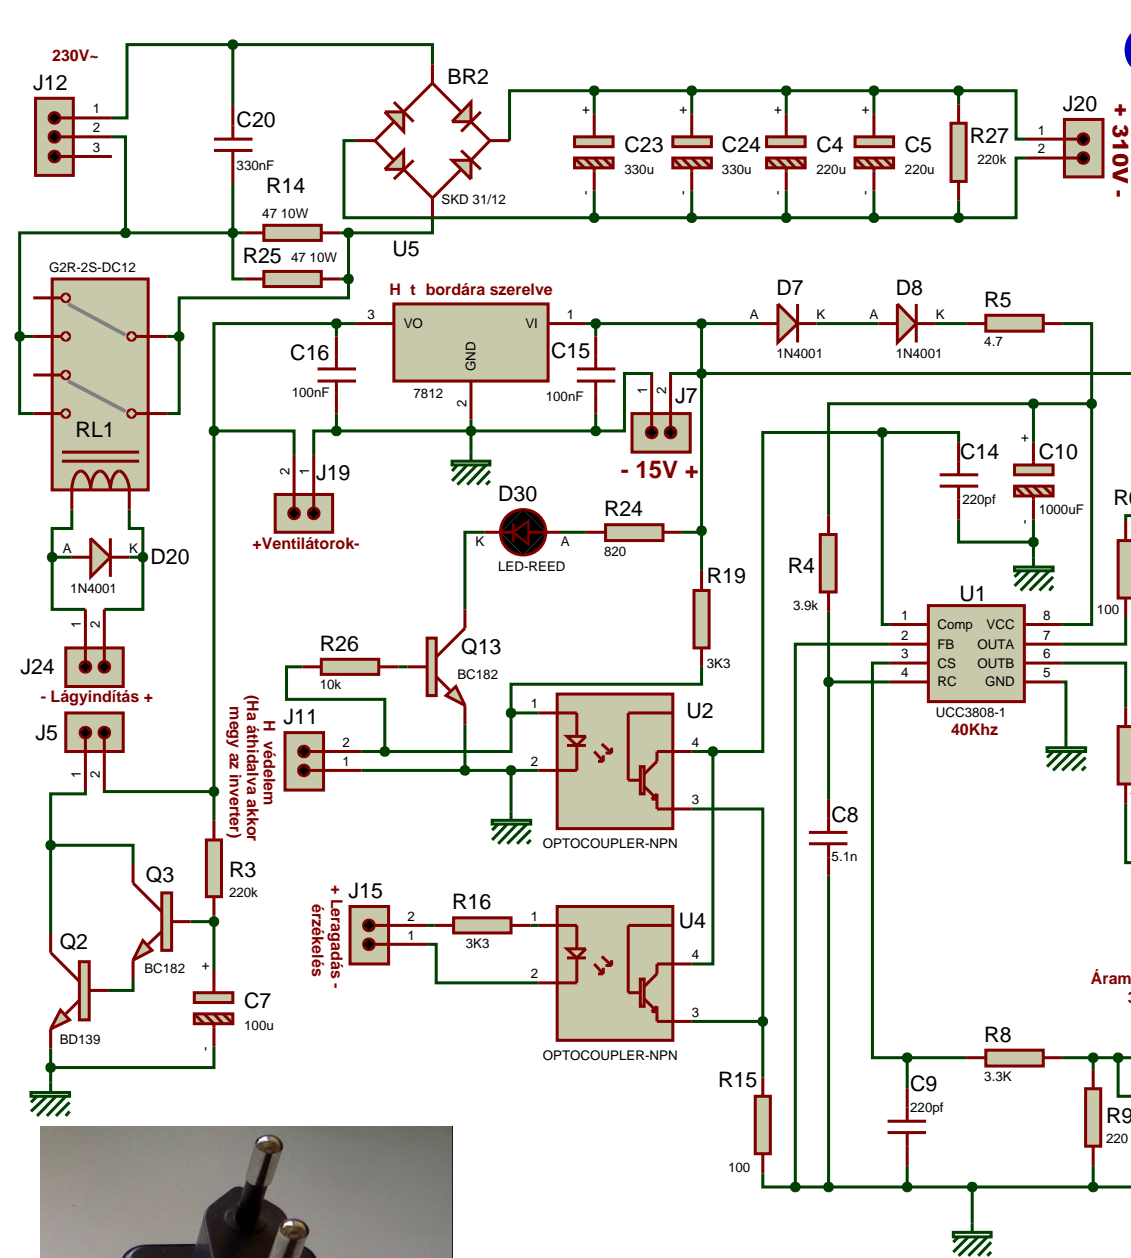 230V~
J12
1
2
3
C20
330nF
R14
47 10W
R25
47 10W
BR2
SKD 31/12
+
C23
330u
-
+
C24
330u
-
+
C4
220u
-
+
C5
220u
-
R27
220k
J20
1
2
+ 310V -
U5
G2R-2S-DC12
RL1
H t bordára szerelve
3
VO
VI
1
GND
2
7812
C16
100nF
C15
100nF
D7
A
K
1N4001
D8
A
K
1N4001
R5
4.7
1
2
J7
- 15V +
2
1
J19
+Ventilátorok-
D30
K
A
LED-REED
R24
820
R19
3K3
C14
220pf
+
C10
1000uF
-
R4
3.9k
U1
1
Comp
VCC
8
2
FB
OUTA
7
3
CS
OUTB
6
4
RC
GND
5
UCC3808-1
40Khz
100
A
K
D20
1N4001
1
2
J24
- Lágyindítás +
J5
1
2
R26
10k
Q13
BC182
H védelem
(Ha áthidalva akkor
megy az inverter)
J11
2
1
1
2
U2
4
3
OPTOCOUPLER-NPN
C8
5.1n
R3
220k
Q3
BC182
Q2
BD139
+
C7
100u
-
+ Leragadás -
érzékelés
J15
2
1
R16
3K3
1
2
U4
4
3
OPTOCOUPLER-NPN
R15
100
C9
220pf
R8
3.3K
R9
220
Áram